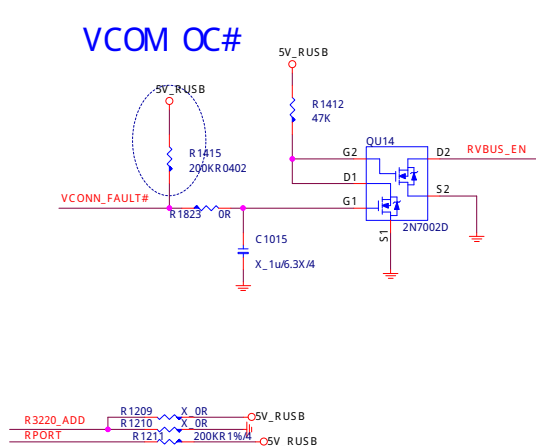 VCOM OC#
5V_RUSB
5V_RUSB
R1412
47K
QU14
R1415
200KR0402
G2
D2
RVBUS_EN
D1
S2
VCONN_FAULT#
G1
R1823 0R
2N7002D
C1015
S1
X_1u/6.3X/4
R1209 X_0R
5V_RUSB
R3220_ADD
R1210 X_0R
RPORT
R1211 200KR1%/4
5V_RUSB